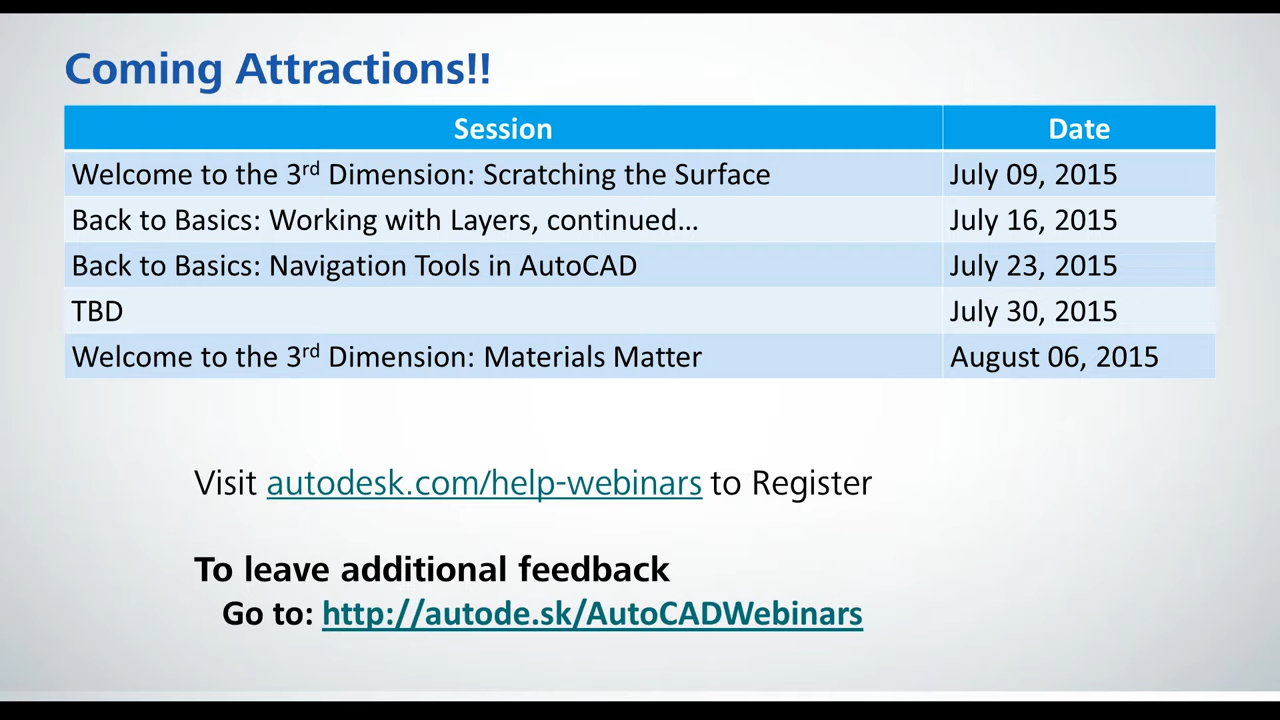 Coming Attractions!!
Session Date
Welcome to the 3rd Dimension: Scratching the Surface July 09, 2015
Back to Basics: Working with Layers, continued… July 16, 2015
Back to Basics: Navigation Tools in AutoCAD July 23, 2015
TBD July 30, 2015
Welcome to the 3rd Dimension: Materials Matter August 06, 2015
Visit autodesk.com/help-webinars to Register
To leave additional feedback
Go to: http://autode.sk/AutoCADWebinars